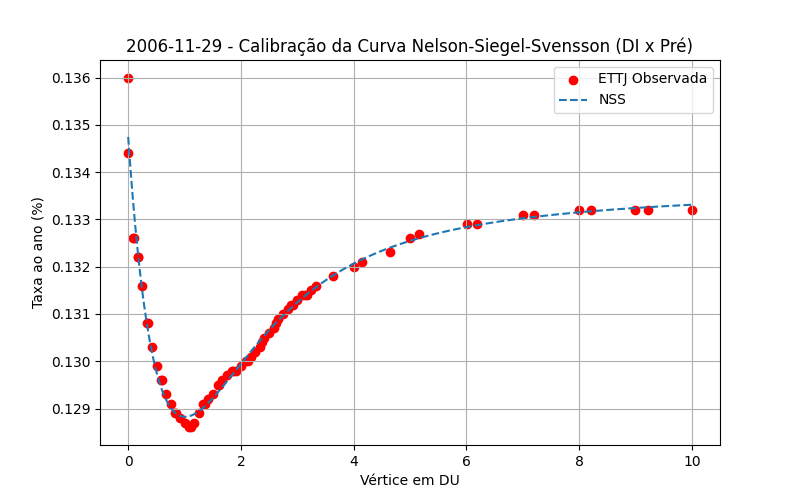 2006-11-29 - Calibração da Curva Nelson-Siegel-Svensson (DI x Pré)
ETTJ Observada
NSS
Taxa ao ano (%)
0.136
0.135
0.134
0.133
0.132
0.131
0.130
0.129
0 2 4 6 8 10
Vértice em DU